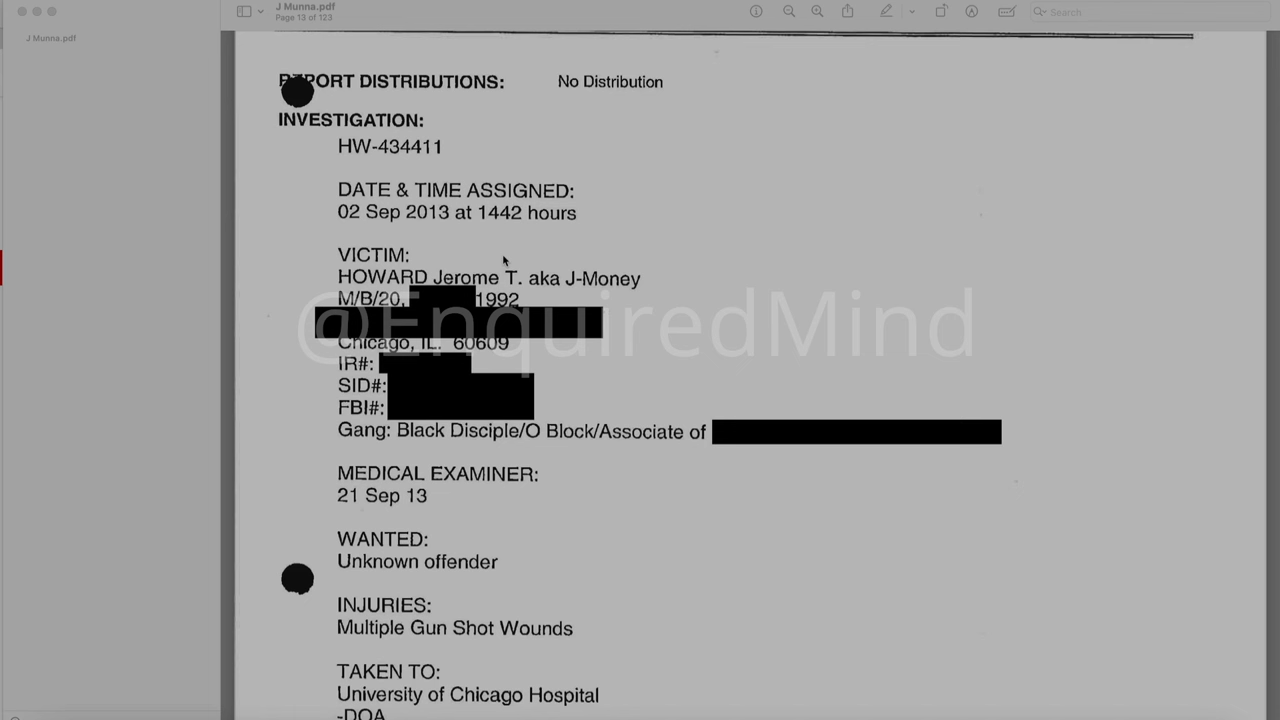 J Munna.pdf
Page 13 of 123
Search
J Munna.pdf
REPORT DISTRIBUTIONS: No Distribution
INVESTIGATION:
HW-434411
DATE & TIME ASSIGNED:
02 Sep 2013 at 1442 hours
VICTIM:
HOWARD Jerome T. aka J-Money
M/B/20, 1992
@EnquiredMind
Chicago, IL. 60609
IR#:
SID#:
FBI#:
Gang: Black Disciple/O Block/Associate of
MEDICAL EXAMINER:
21 Sep 13
WANTED:
Unknown offender
INJURIES:
Multiple Gun Shot Wounds
TAKEN TO:
University of Chicago Hospital
-DOA